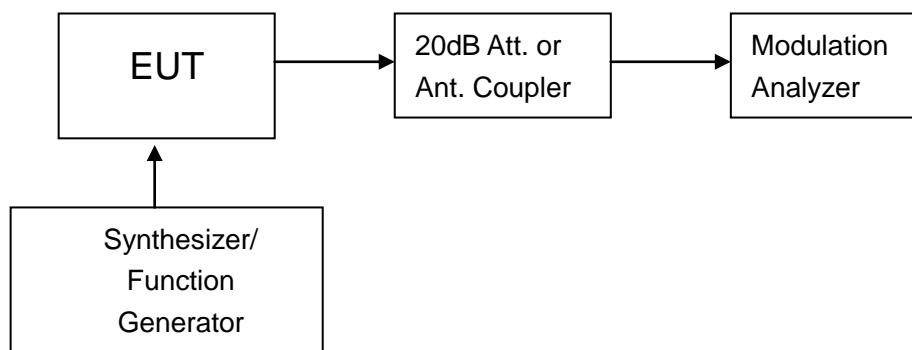 EUT
20dB Att. or
Ant. Coupler
Modulation
Analyzer
Synthesizer/
Function
Generator